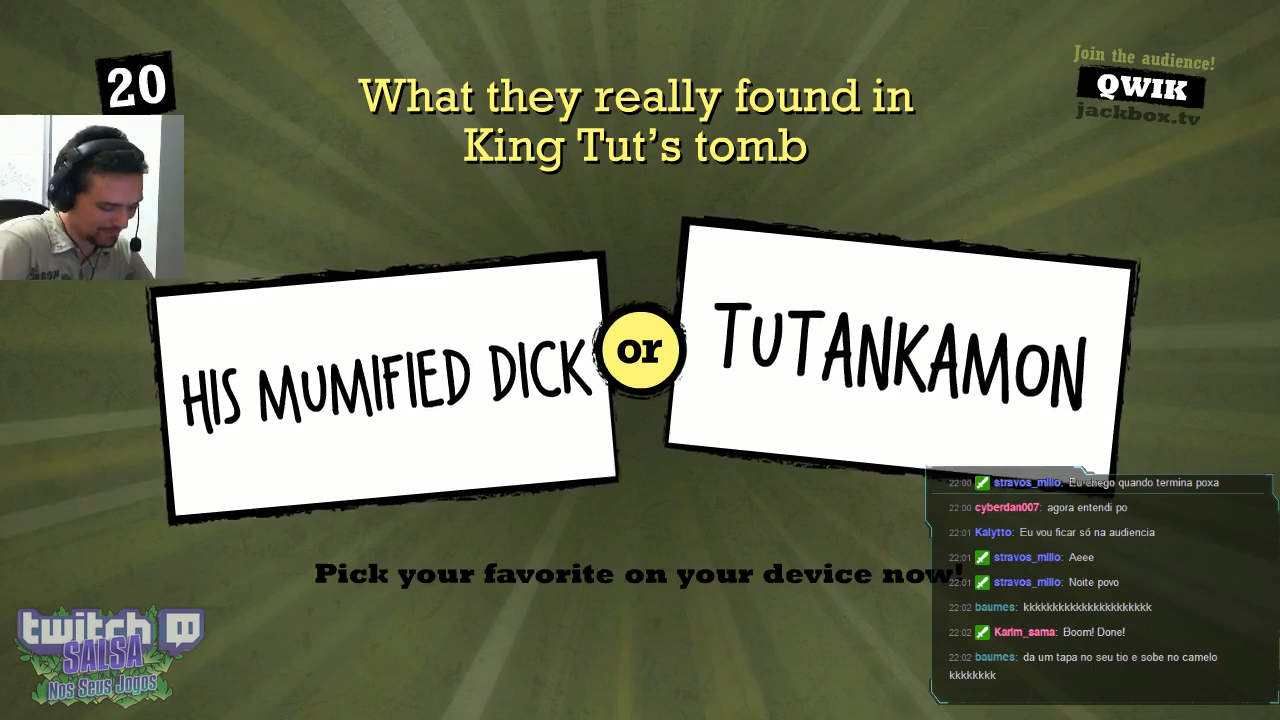 20
What they really found in
King Tut's tomb
Join the audience!
QWIK
jackbox.tv
HIS MUMIFIED DICK
or
TUTANKAMON
Pick your favorite on your device now!
22:00 stravos_millo: Eu chego quando termina poxa
22:00 cyberdan007: agora entendi po
22:01 Kalytto: Eu vou ficar só na audiencia
22:01 stravos_millo: Aeee
22:01 stravos_millo: Noite povo
22:02 baumes: kkkkkkkkkkkkkkkkkkkkkk
22:02 Karim_sama: Boom! Done!
22:02 baumes: da um tapa no seu tio e sobe no camelo
kkkkkkkk
twitch
SALSA
Nos Seus Jogos